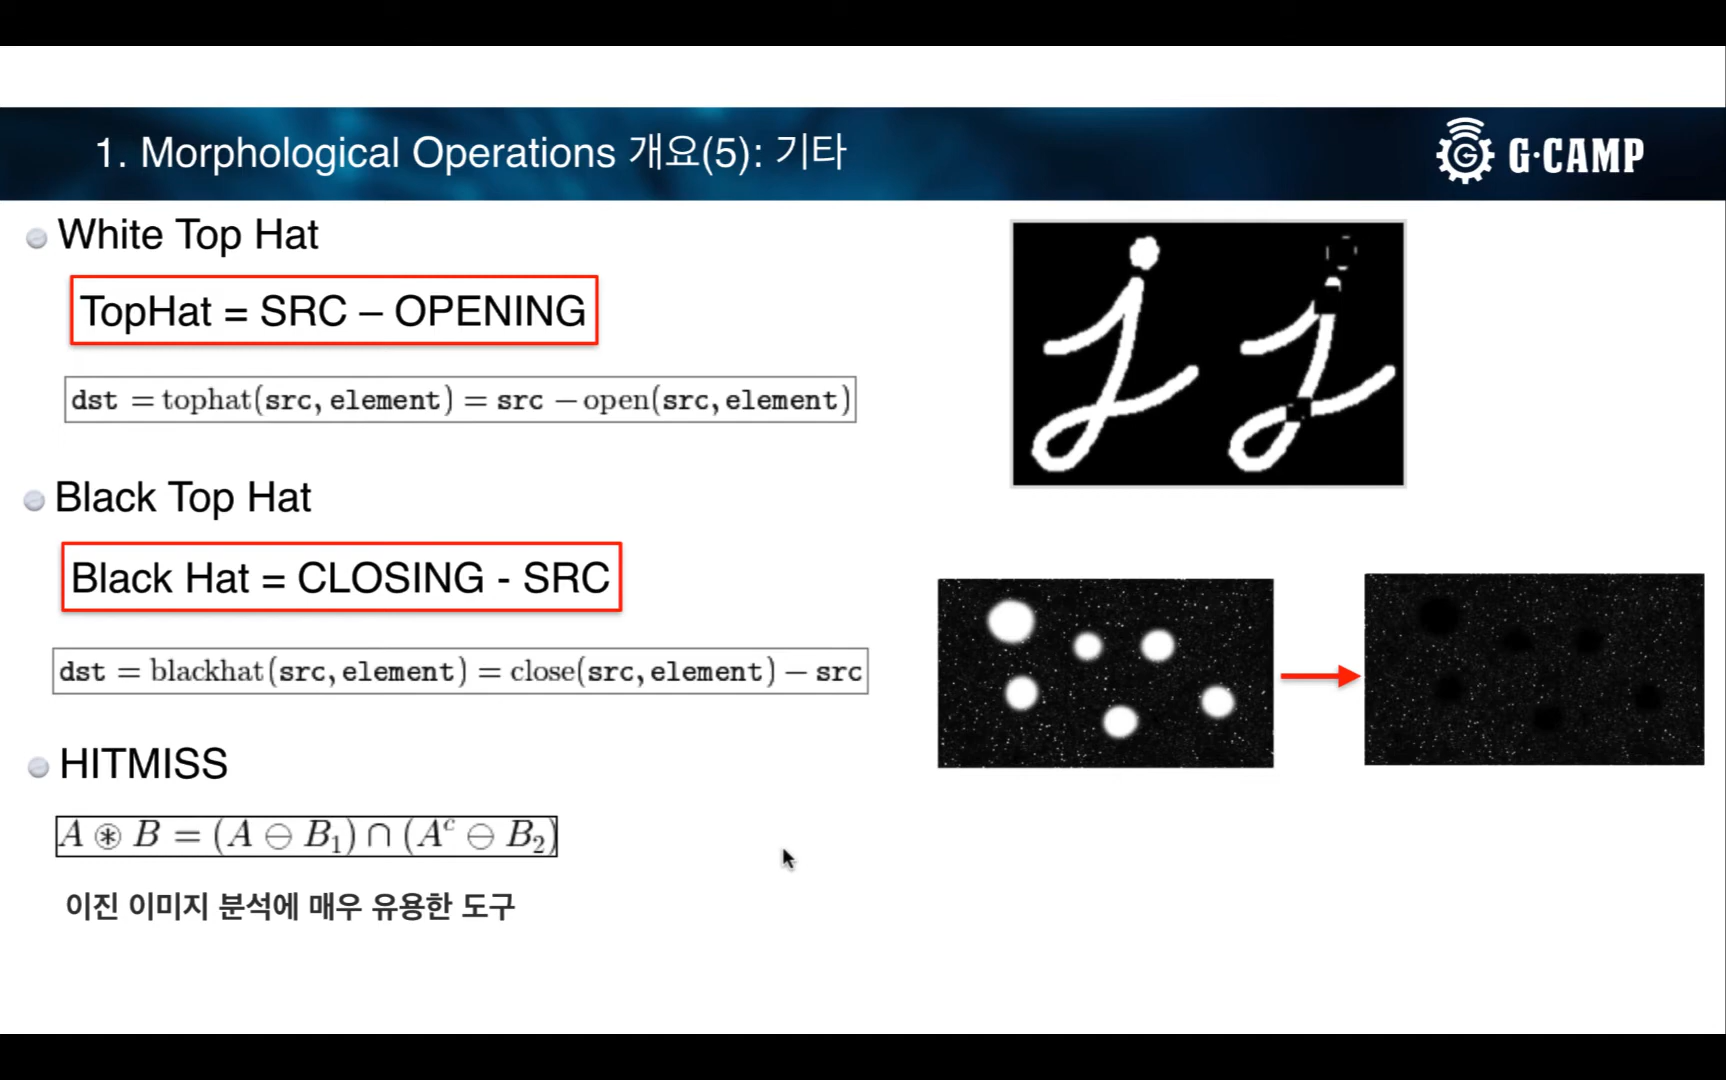 1. Morphological Operations 개요(5): 기타
G·CAMP
White Top Hat
TopHat = SRC – OPENING
dst = tophat(src, element) = src − open(src, element)
Black Top Hat
Black Hat = CLOSING - SRC
dst = blackhat(src, element) = close(src, element) − src
HITMISS
A ⊛ B = (A ⊖ B₁) ∩ (Aᶜ ⊖ B₂)
이진 이미지 분석에 매우 유용한 도구